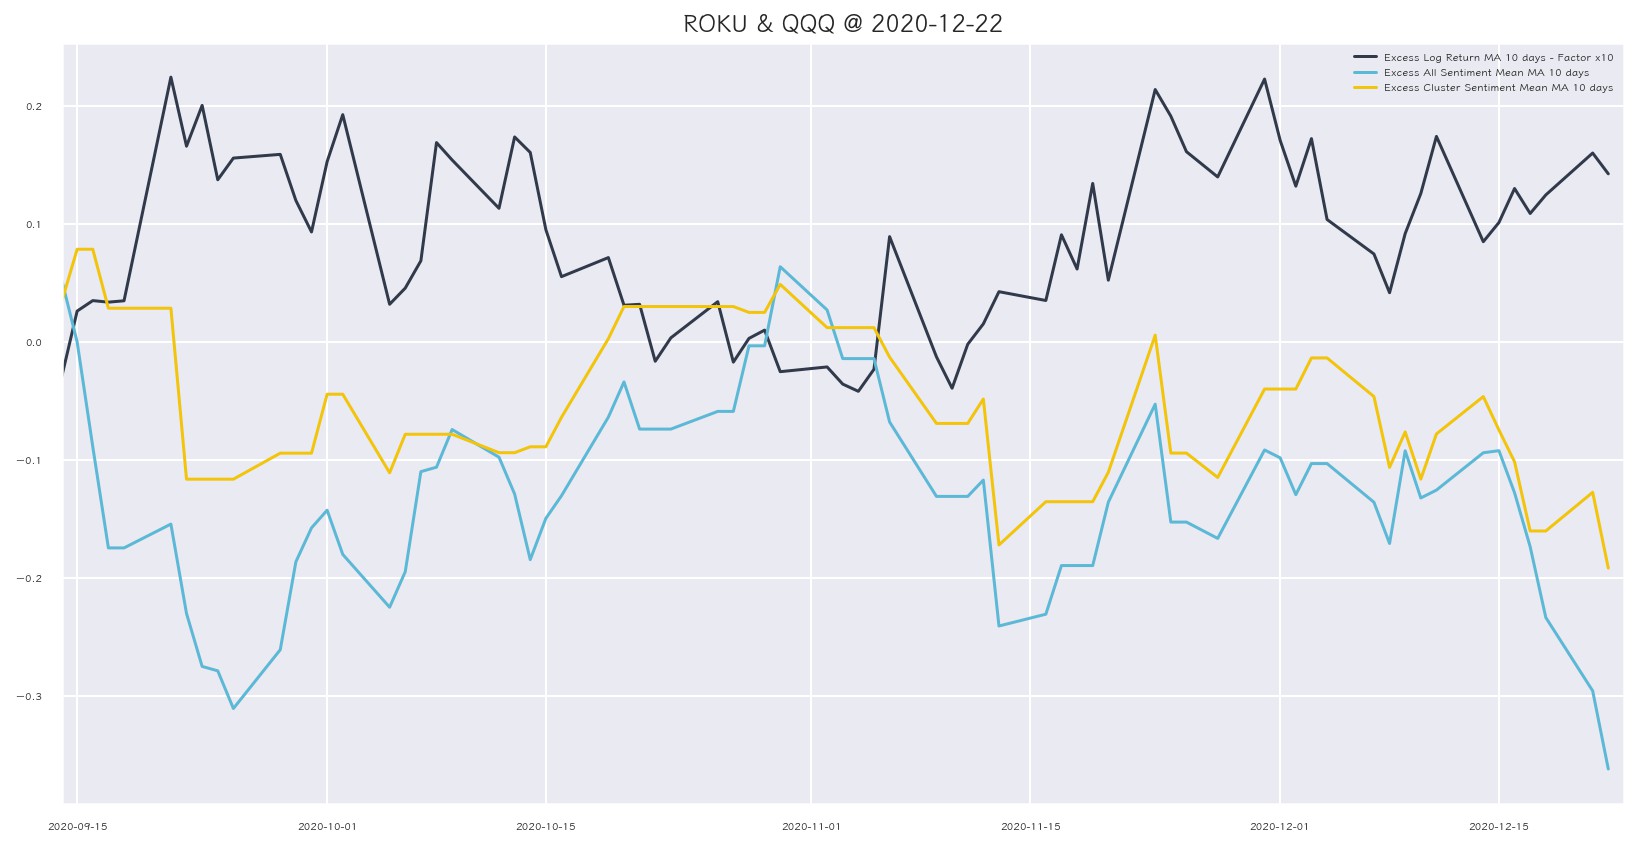 ROKU & QQQ @ 2020-12-22
Excess Log Return MA 10 days - Factor x10
Excess All Sentiment Mean MA 10 days
Excess Cluster Sentiment Mean MA 10 days
0.2
0.1
0.0
−0.1
−0.2
−0.3
2020-09-15 2020-10-01 2020-10-15 2020-11-01 2020-11-15 2020-12-01 2020-12-15